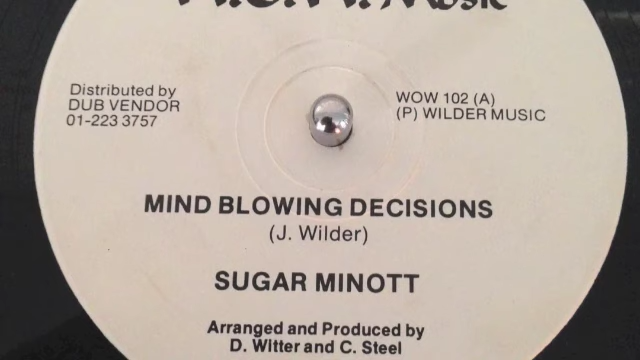 Music
Distributed by
DUB VENDOR
01-223 3757
WOW 102 (A)
(P) WILDER MUSIC
MIND BLOWING DECISIONS
(J. Wilder)
SUGAR MINOTT
Arranged and Produced by
D. Witter and C. Steel